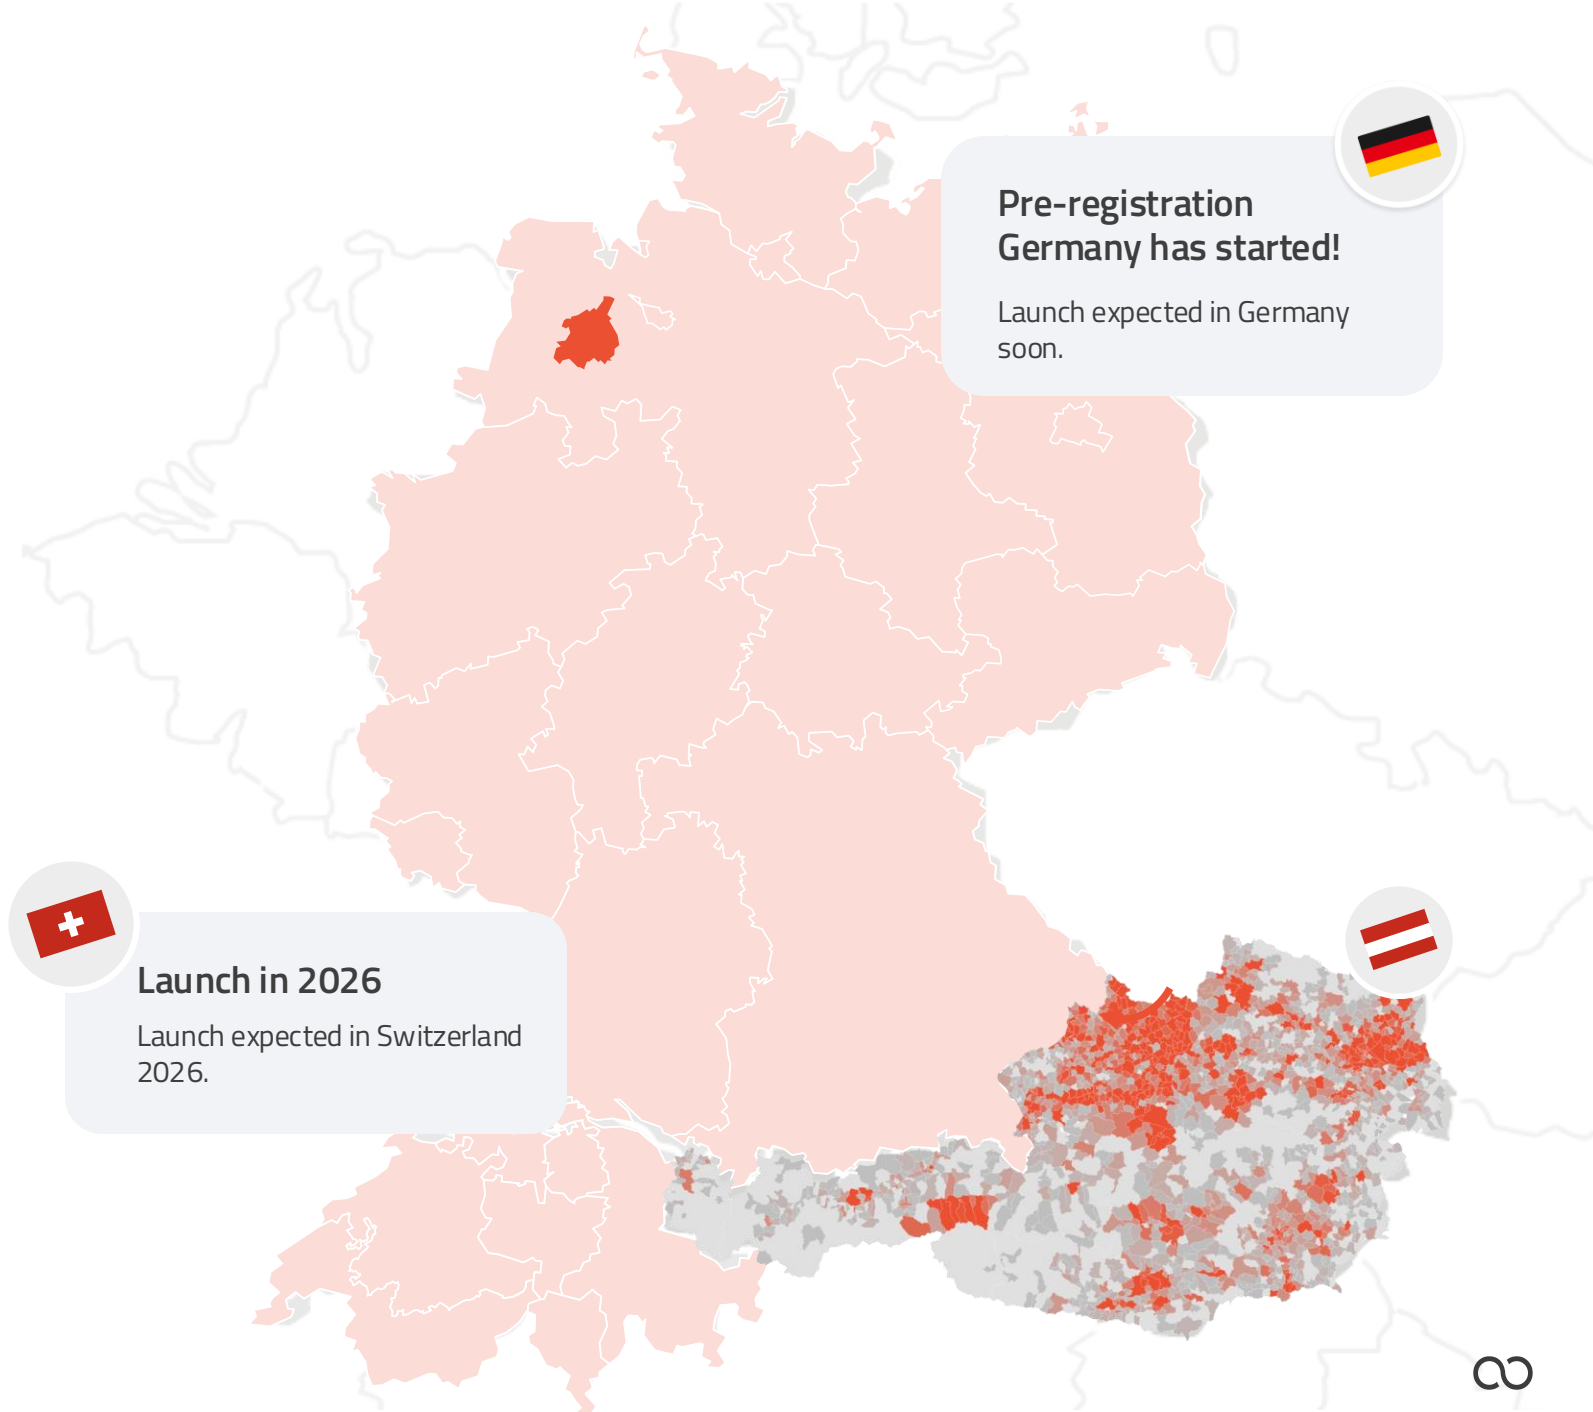 Pre-registration
Germany has started!
Launch expected in Germany
soon.
Launch in 2026
Launch expected in Switzerland
2026.